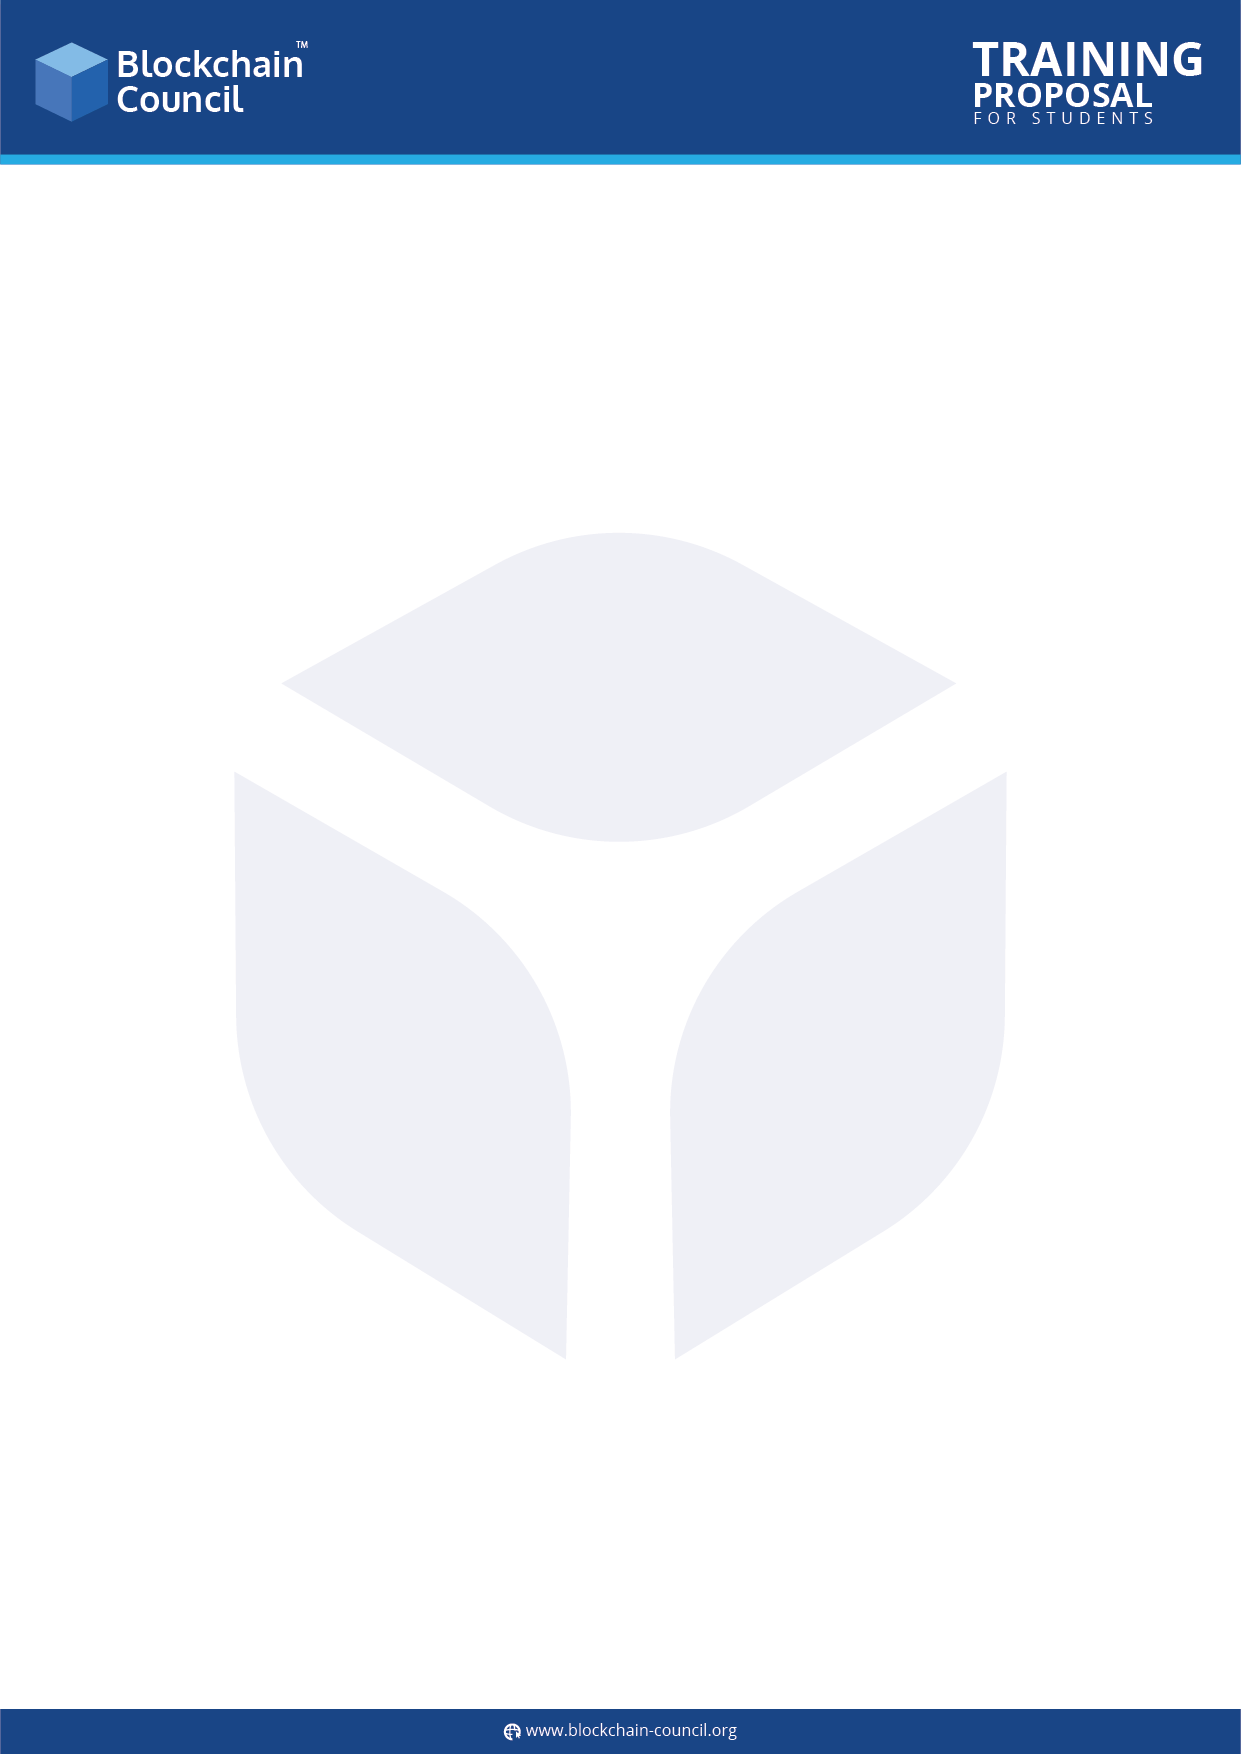 Blockchain™
Council
TRAINING
PROPOSAL
FOR STUDENTS
www.blockchain-council.org